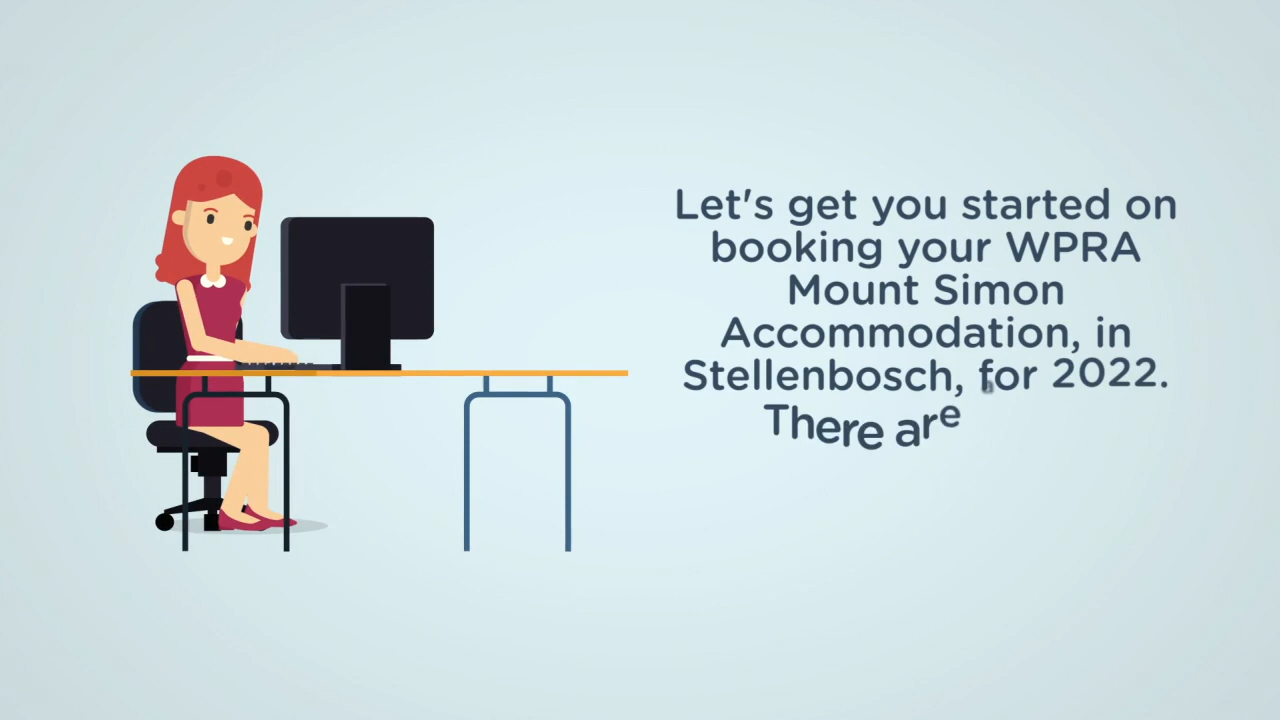 Let's get you started on
booking your WPRA
Mount Simon
Accommodation, in
Stellenbosch, for 2022.
There are